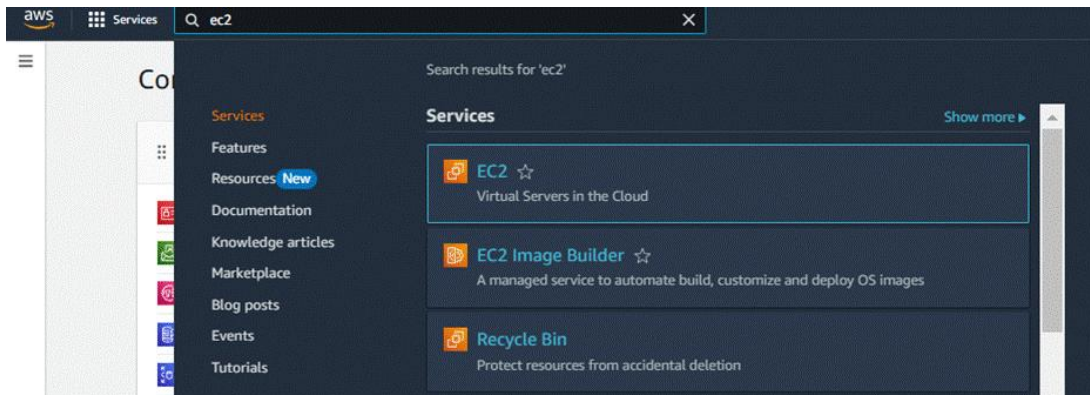 aws Services ec2
Cor
Search results for 'ec2'
Services
Features
Resources New
Documentation
Knowledge articles
Marketplace
Blog posts
Events
Tutorials
Services Show more
EC2
Virtual Servers in the Cloud
EC2 Image Builder
A managed service to automate build, customize and deploy OS images
Recycle Bin
Protect resources from accidental deletion